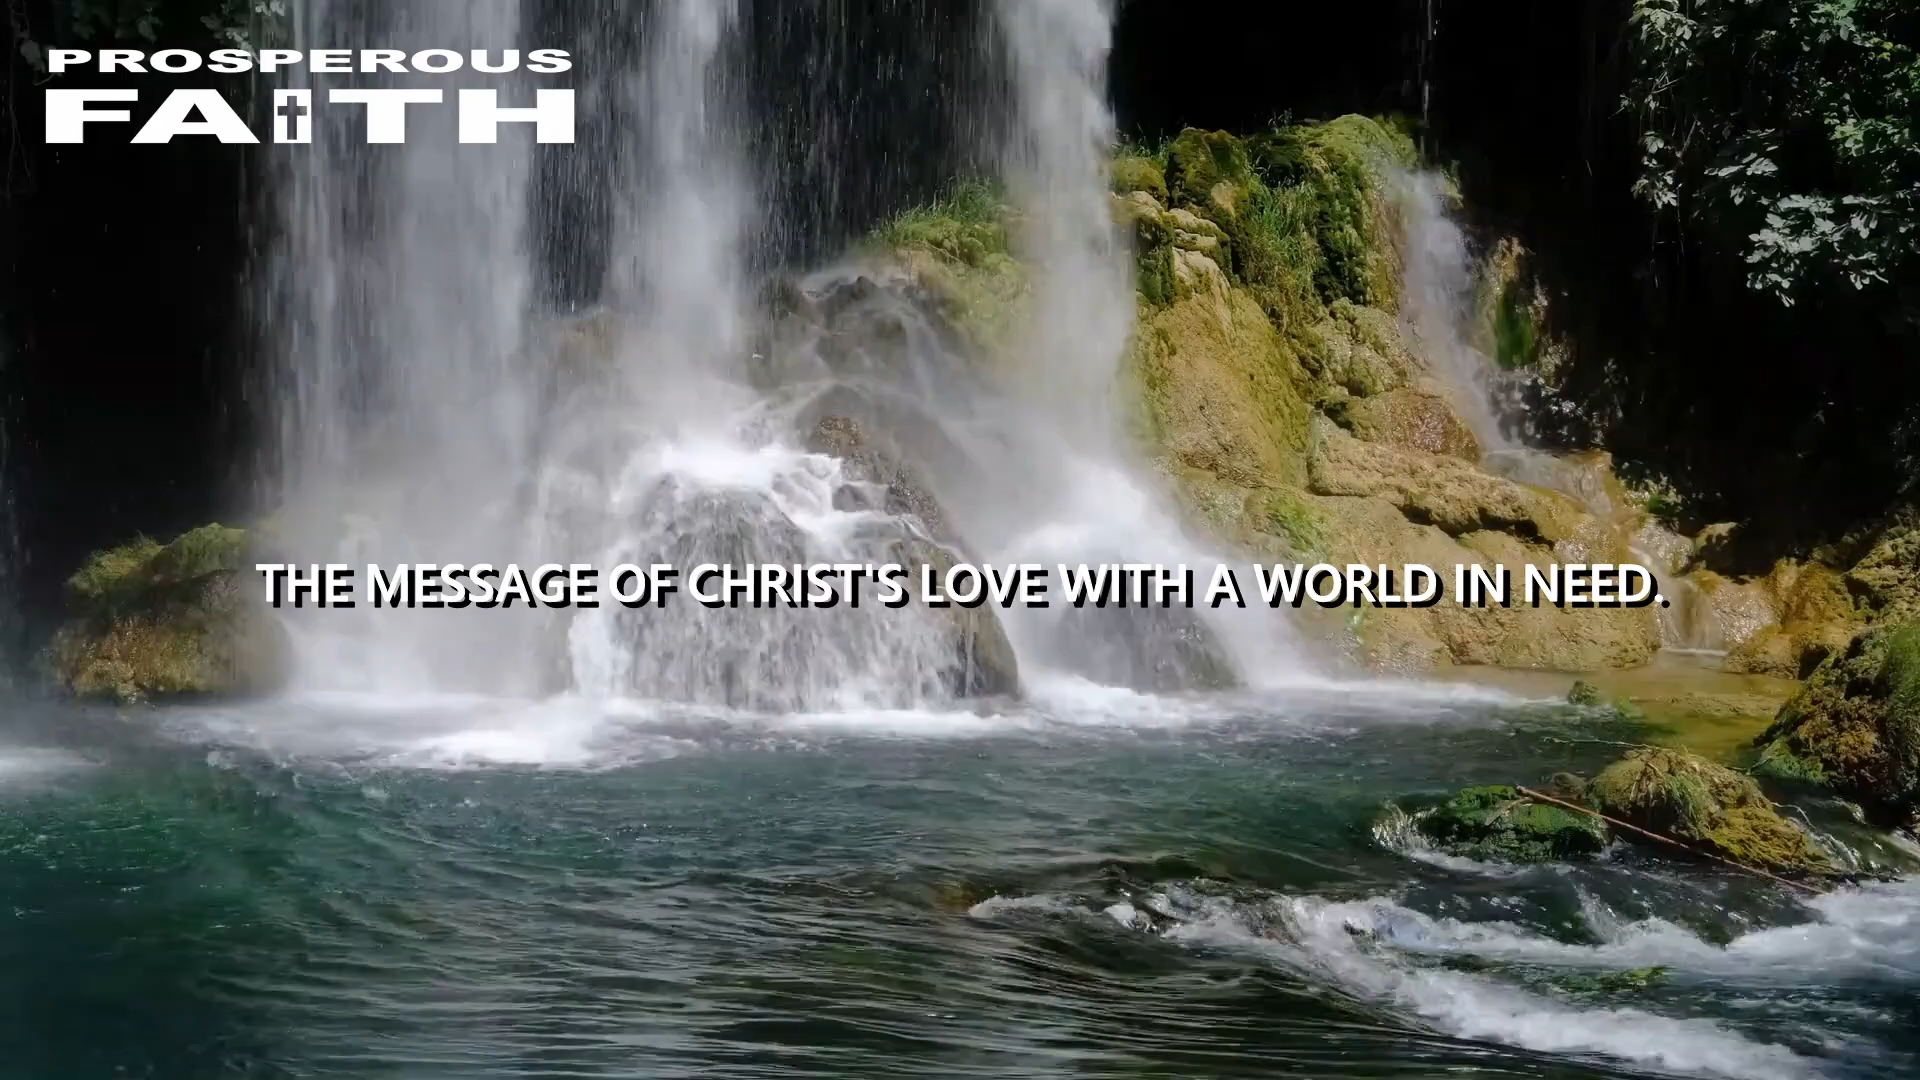 PROSPEROUS
FAITH
THE MESSAGE OF CHRIST'S LOVE WITH A WORLD IN NEED.